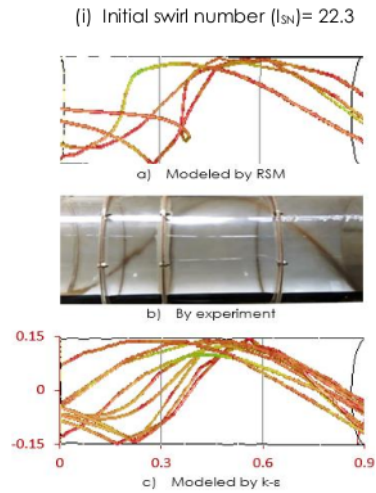 (i) Initial swirl number (I_SN)= 22.3
a) Modeled by RSM
b) By experiment
0.15
0
-0.15
0 0.3 0.6 0.9
c) Modeled by k-ε